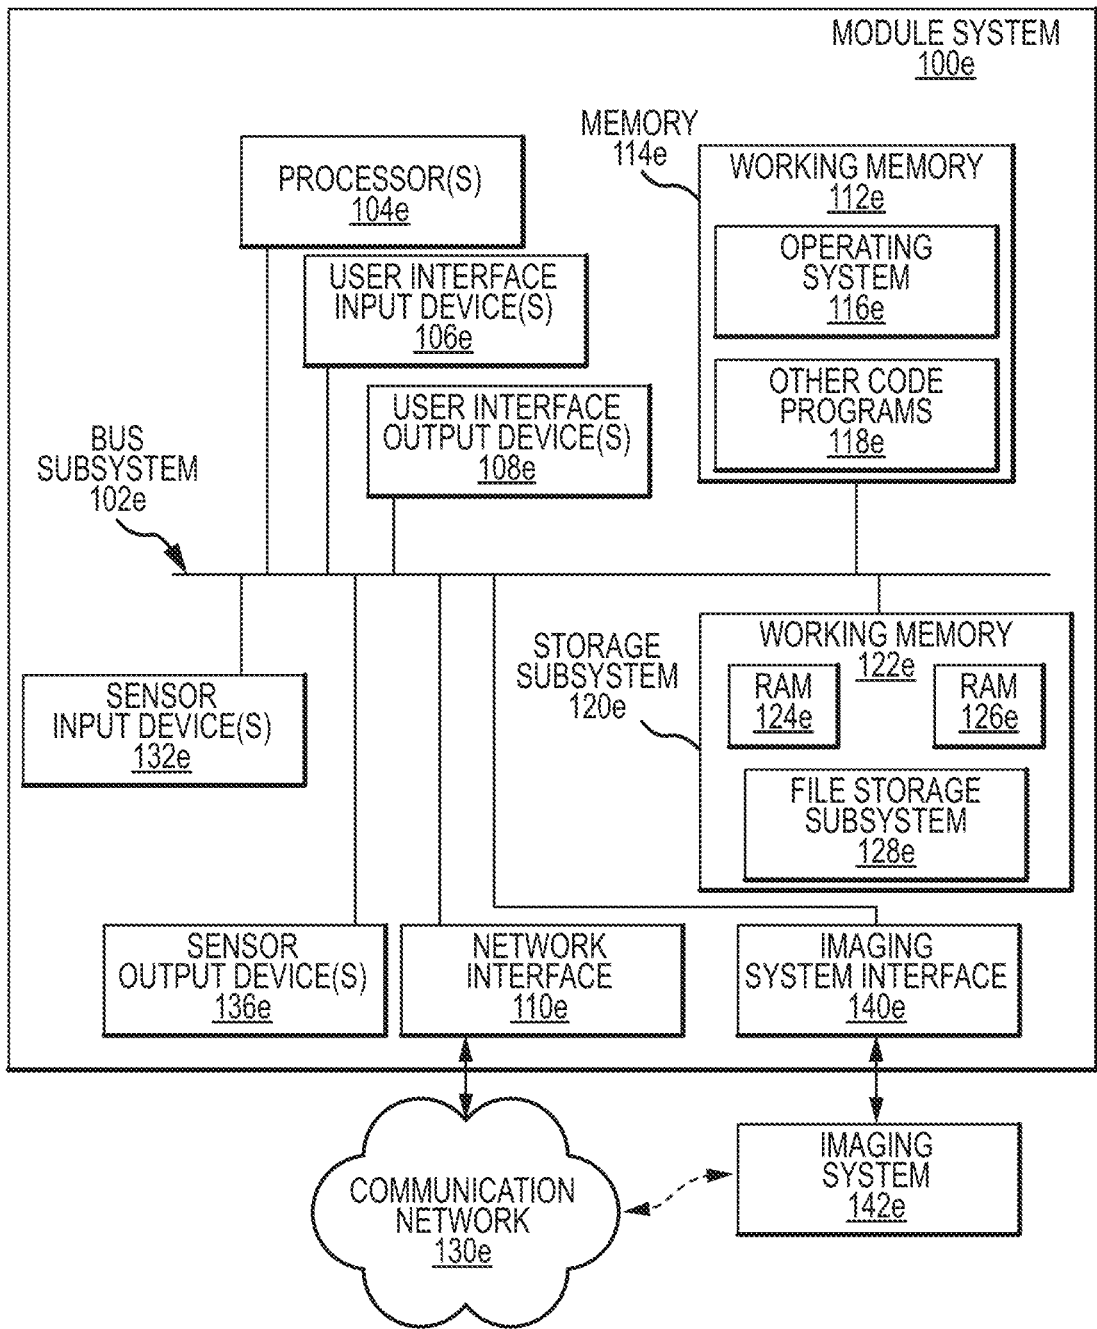 MODULE SYSTEM
100e
MEMORY
114e
PROCESSOR(S)
104e
WORKING MEMORY
112e
OPERATING
SYSTEM
116e
USER INTERFACE
INPUT DEVICE(S)
106e
OTHER CODE
PROGRAMS
118e
USER INTERFACE
OUTPUT DEVICE(S)
108e
BUS
SUBSYSTEM
102e
STORAGE
SUBSYSTEM
120e
WORKING MEMORY
122e
RAM
124e
RAM
126e
FILE STORAGE
SUBSYSTEM
128e
SENSOR
INPUT DEVICE(S)
132e
SENSOR
OUTPUT DEVICE(S)
136e
NETWORK
INTERFACE
110e
IMAGING
SYSTEM INTERFACE
140e
COMMUNICATION
NETWORK
130e
IMAGING
SYSTEM
142e